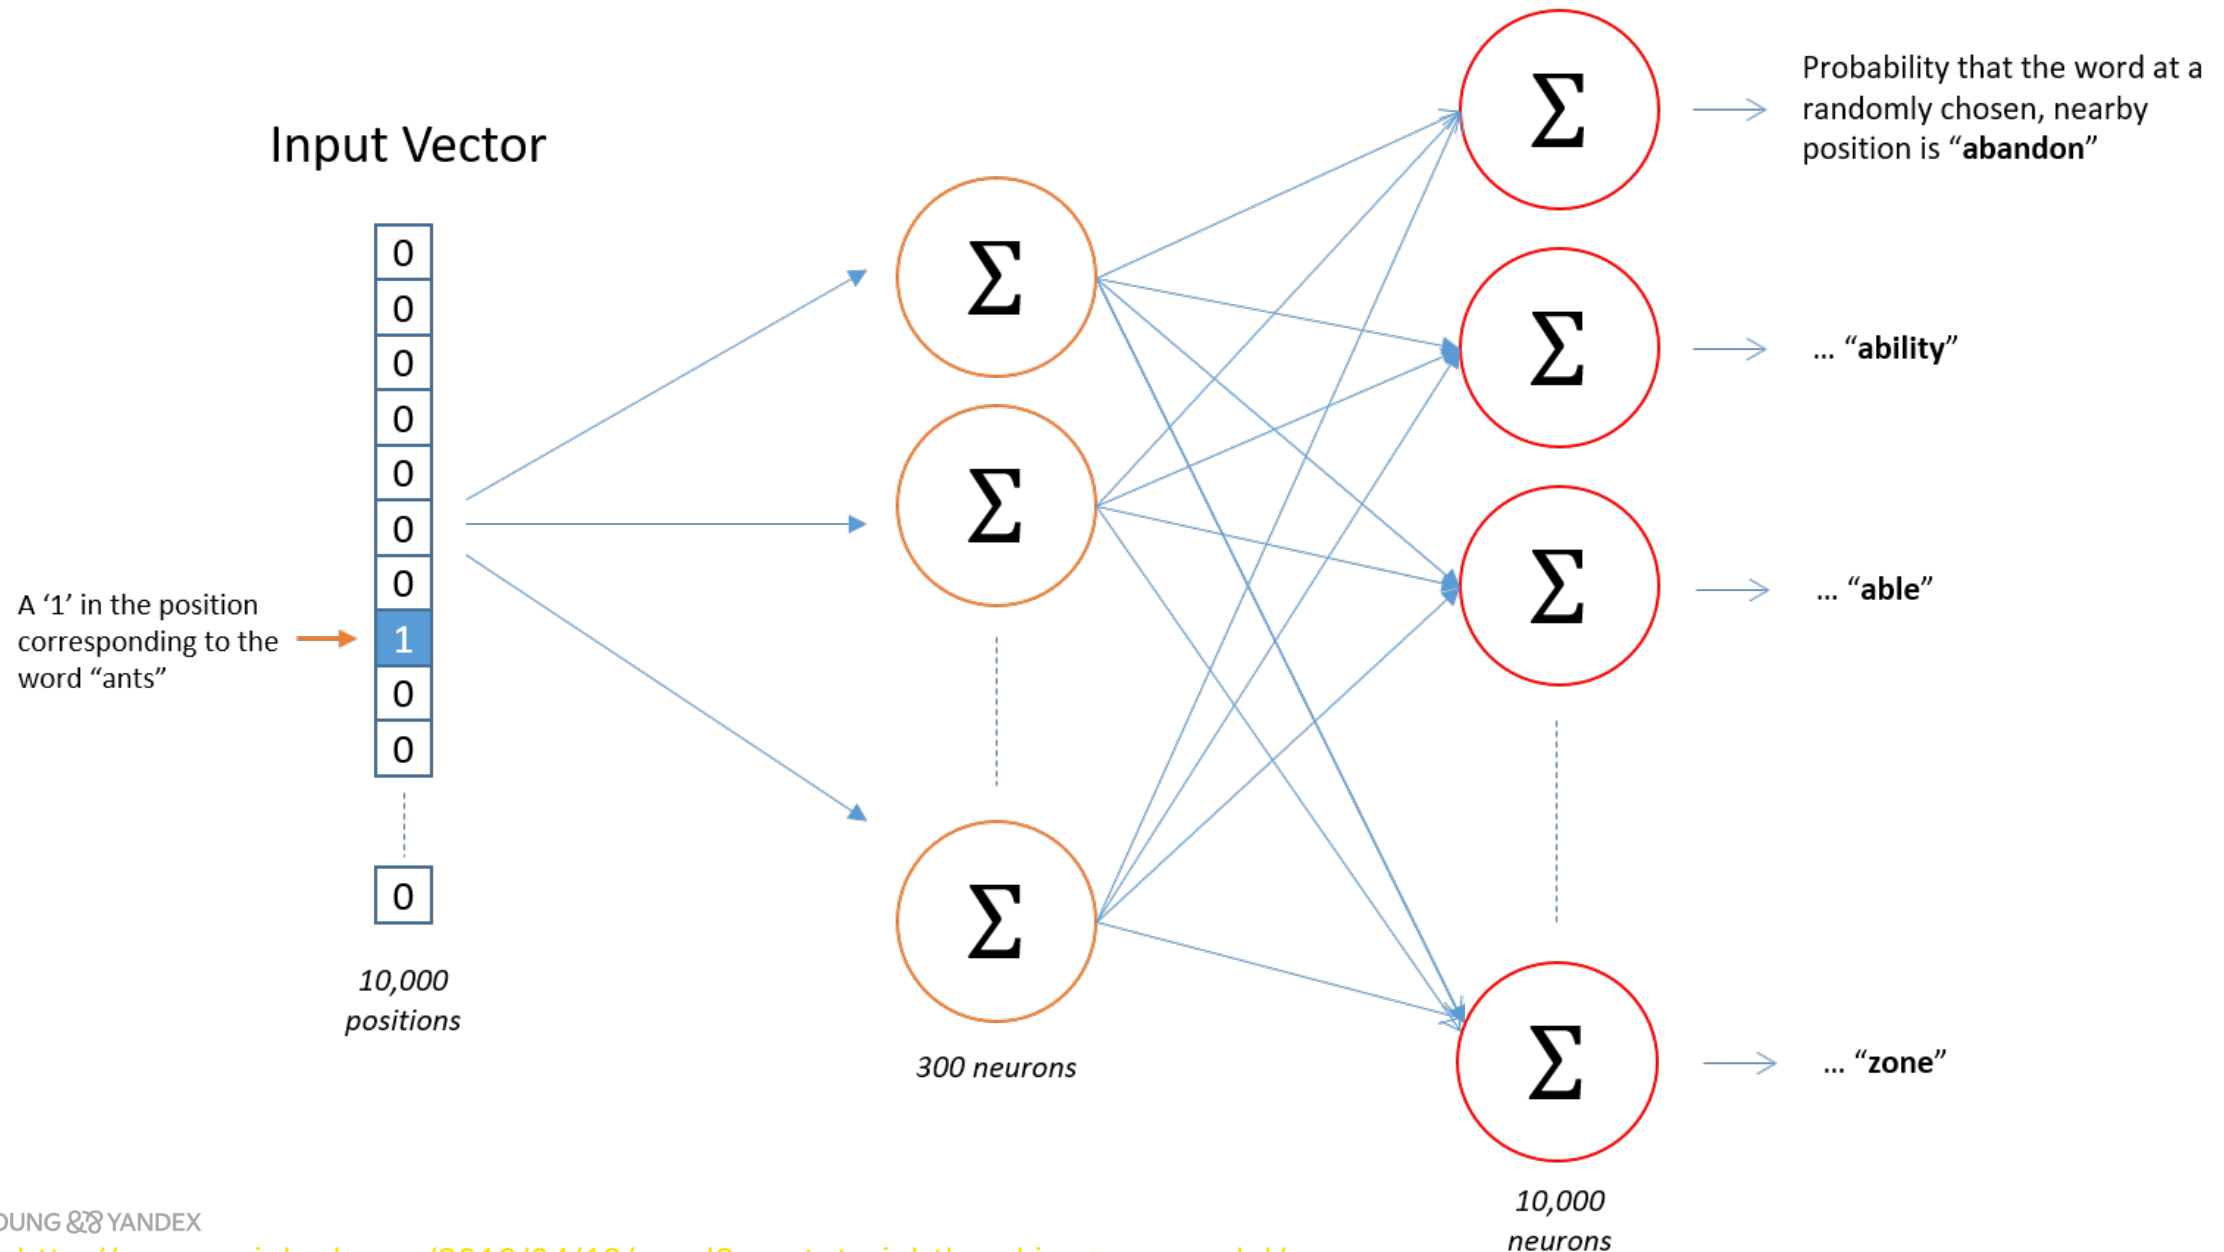 Input Vector
0
0
0
0
0
0
0
1
0
0
0
A ‘1’ in the position
corresponding to the
word “ants”
10,000
positions
Σ
Σ
Σ
300 neurons
Σ
Σ
Σ
Σ
10,000
neurons
Probability that the word at a
randomly chosen, nearby
position is “abandon”
... “ability”
... “able”
... “zone”
YANDEX